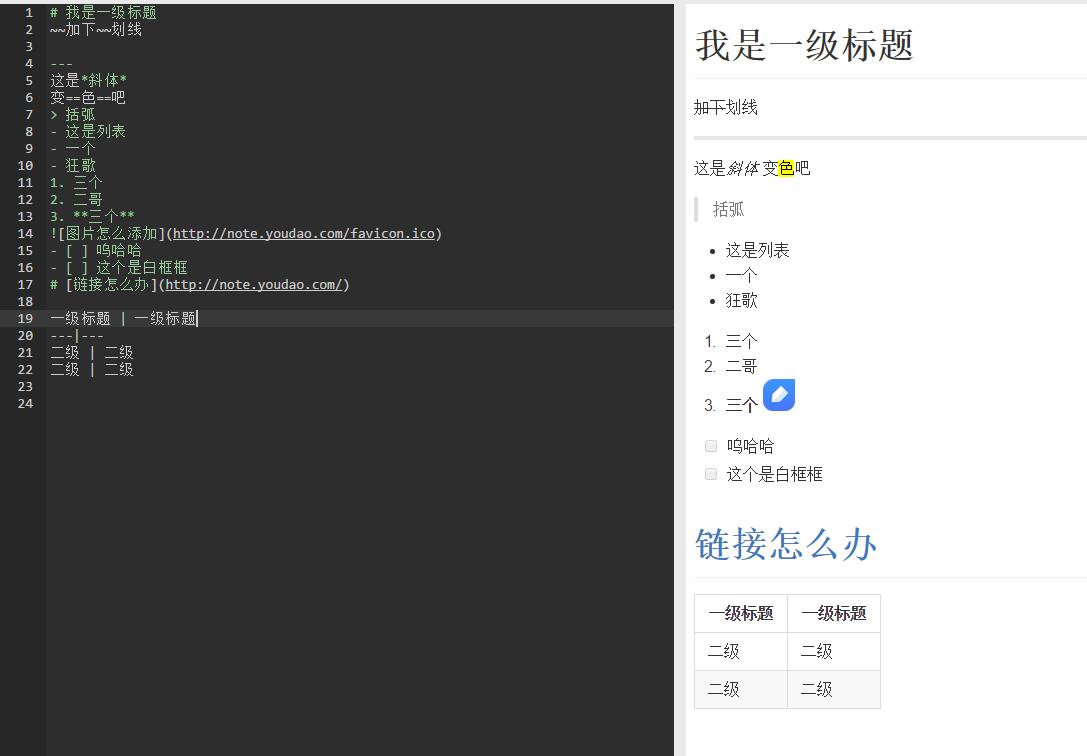 1 # 我是一级标题
2 ~~加下~~划线
3
4 ---
5 这是*斜体*
6 变==色==吧
7 > 括弧
8 - 这是列表
9 - 一个
10 - 狂歌
11 1. 三个
12 2. 二哥
13 3. **三个**
14 ![图片怎么添加](http://note.youdao.com/favicon.ico)
15 - [ ] 呜哈哈
16 - [ ] 这个是白框框
17 # [链接怎么办](http://note.youdao.com/)
18
19 一级标题 | 一级标题
20 ---|---
21 二级 | 二级
22 二级 | 二级
23
24
我是一级标题
加下划线
这是斜体 变色吧
括弧
• 这是列表
• 一个
• 狂歌
1. 三个
2. 二哥
3. 三个
呜哈哈
这个是白框框
链接怎么办
一级标题 一级标题
二级 二级
二级 二级